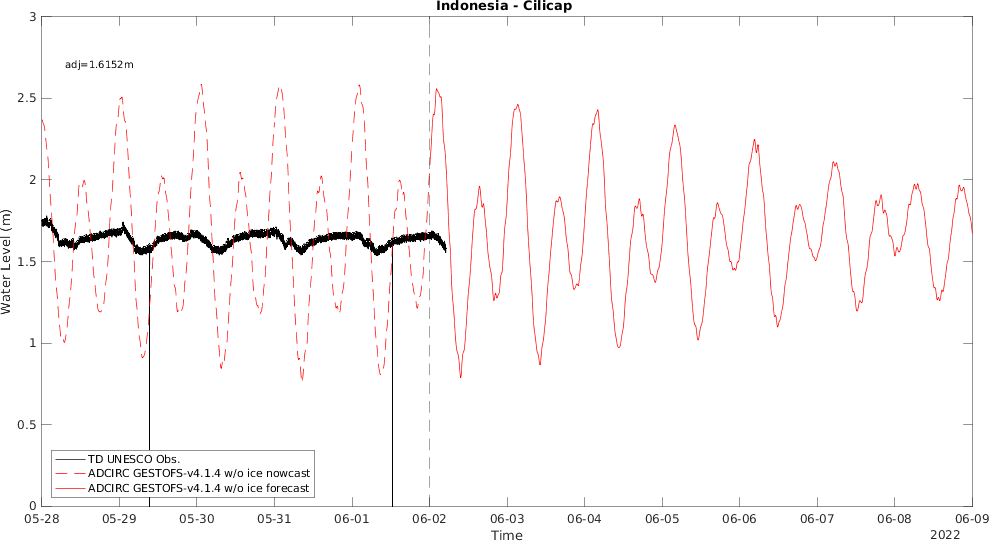 Indonesia - Cilicap
adj=1.6152m
3
2.5
2
1.5
1
0.5
0
Water Level (m)
TD UNESCO Obs.
ADCIRC GESTOFS-v4.1.4 w/o ice nowcast
ADCIRC GESTOFS-v4.1.4 w/o ice forecast
05-28 05-29 05-30 05-31 06-01 06-02 06-03 06-04 06-05 06-06 06-07 06-08 06-09
Time
2022